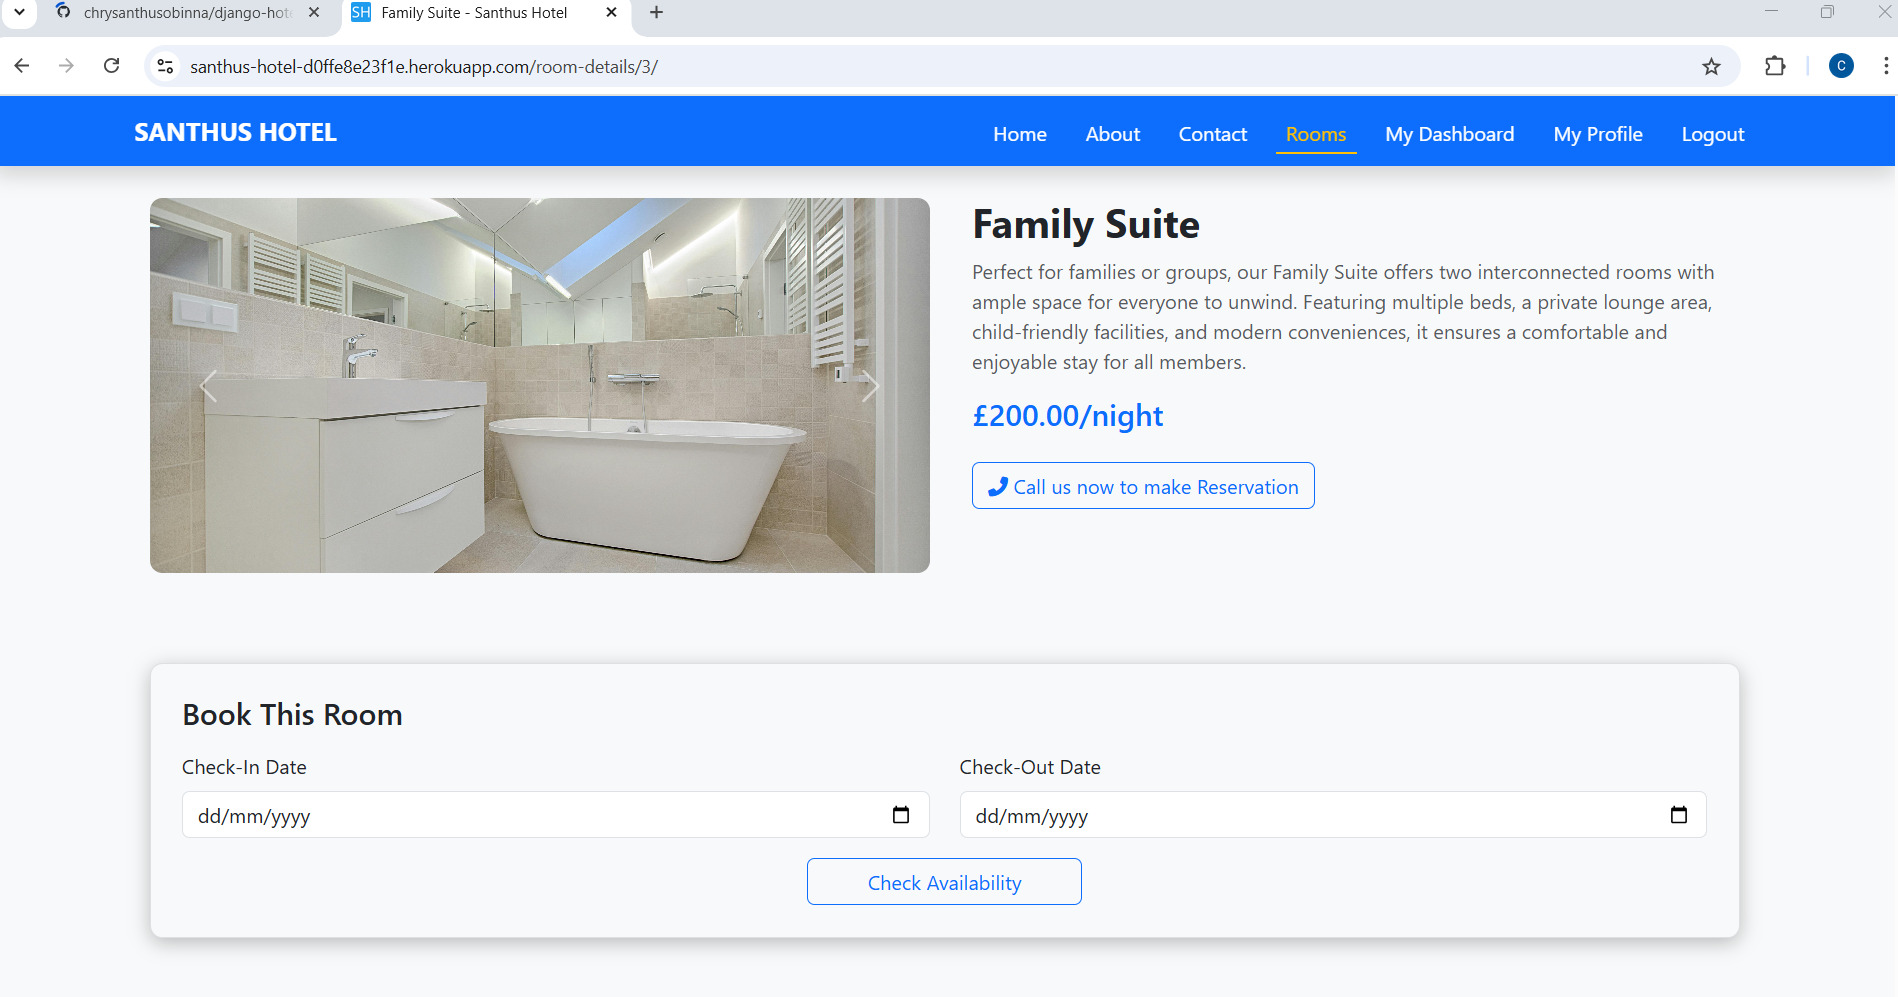 chrysanthusobinna/django-hote
SH Family Suite - Santhus Hotel
santhus-hotel-d0ffe8e23f1e.herokuapp.com/room-details/3/
C
SANTHUS HOTEL
Home About Contact Rooms My Dashboard My Profile Logout
Family Suite
Perfect for families or groups, our Family Suite offers two interconnected rooms with
ample space for everyone to unwind. Featuring multiple beds, a private lounge area,
child-friendly facilities, and modern conveniences, it ensures a comfortable and
enjoyable stay for all members.
£200.00/night
Call us now to make Reservation
Book This Room
Check-In Date
dd/mm/yyyy
Check-Out Date
dd/mm/yyyy
Check Availability